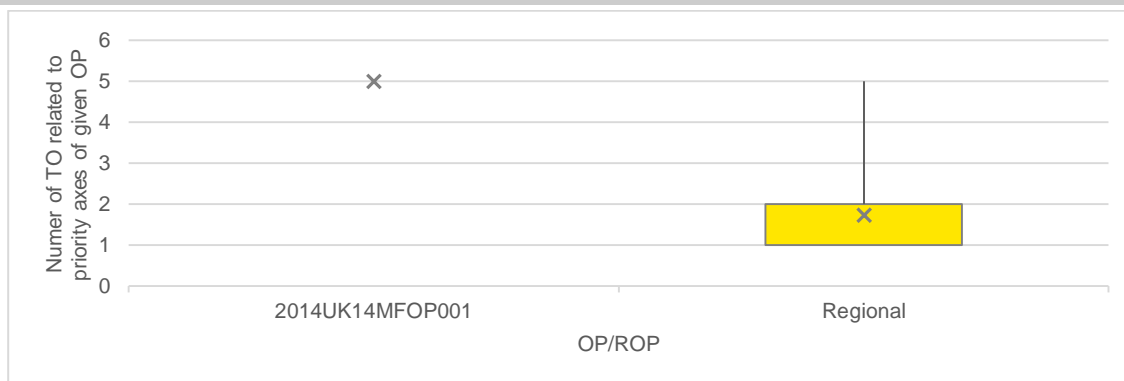 Numer of TO related to
priority axes of given OP
6
5
4
3
2
1
0
2014UK14MFOP001
Regional
OP/ROP